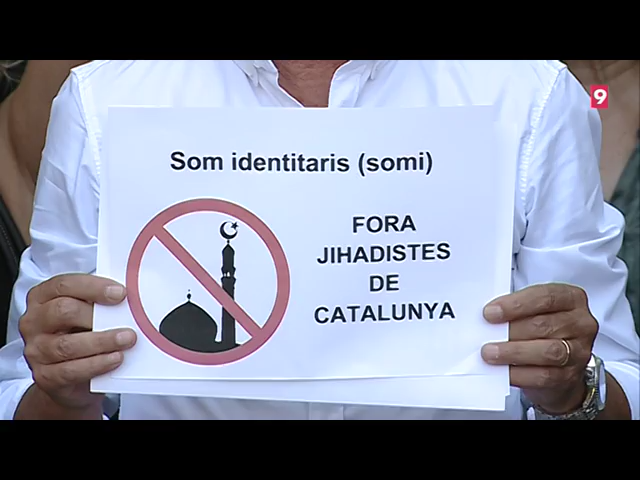 9
Som identitaris (somi)
FORA
JIHADISTES
DE
CATALUNYA